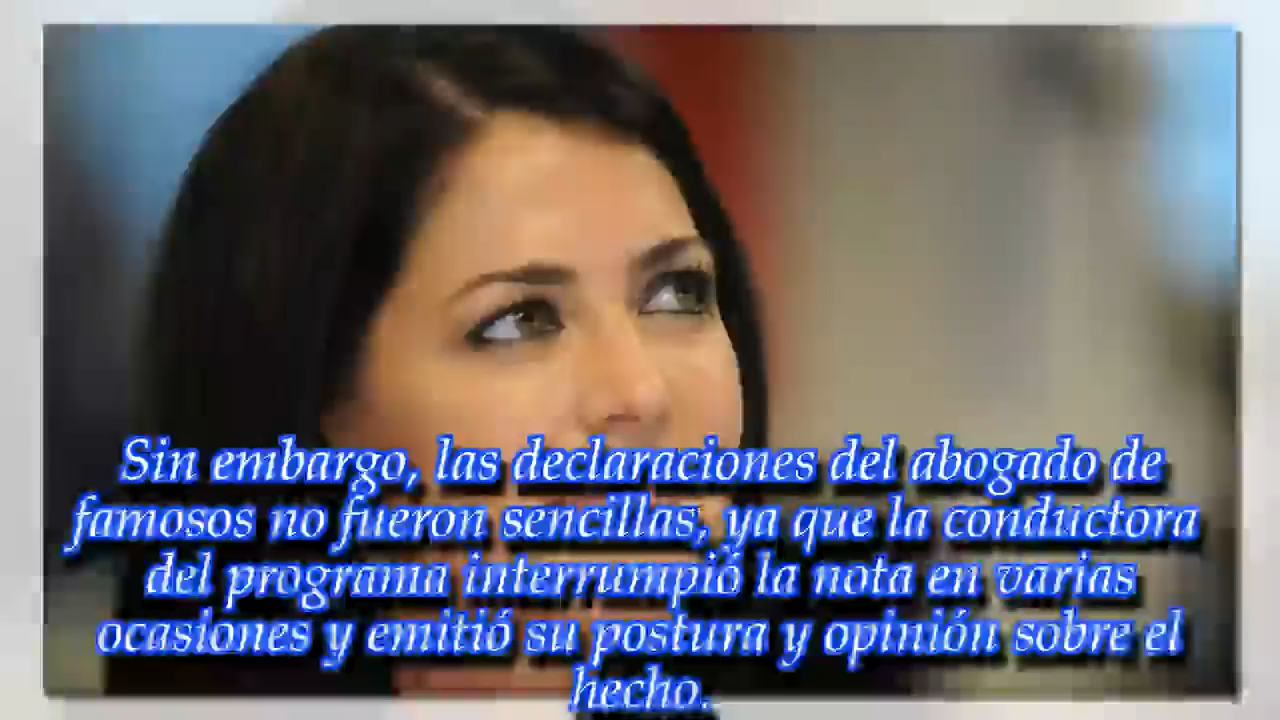 Sin embargo, las declaraciones del abogado de
famosos no fueron sencillas, ya que la conductora
del programa interrumpió la nota en varias
ocasiones y emitió su postura y opinión sobre el
hecho.